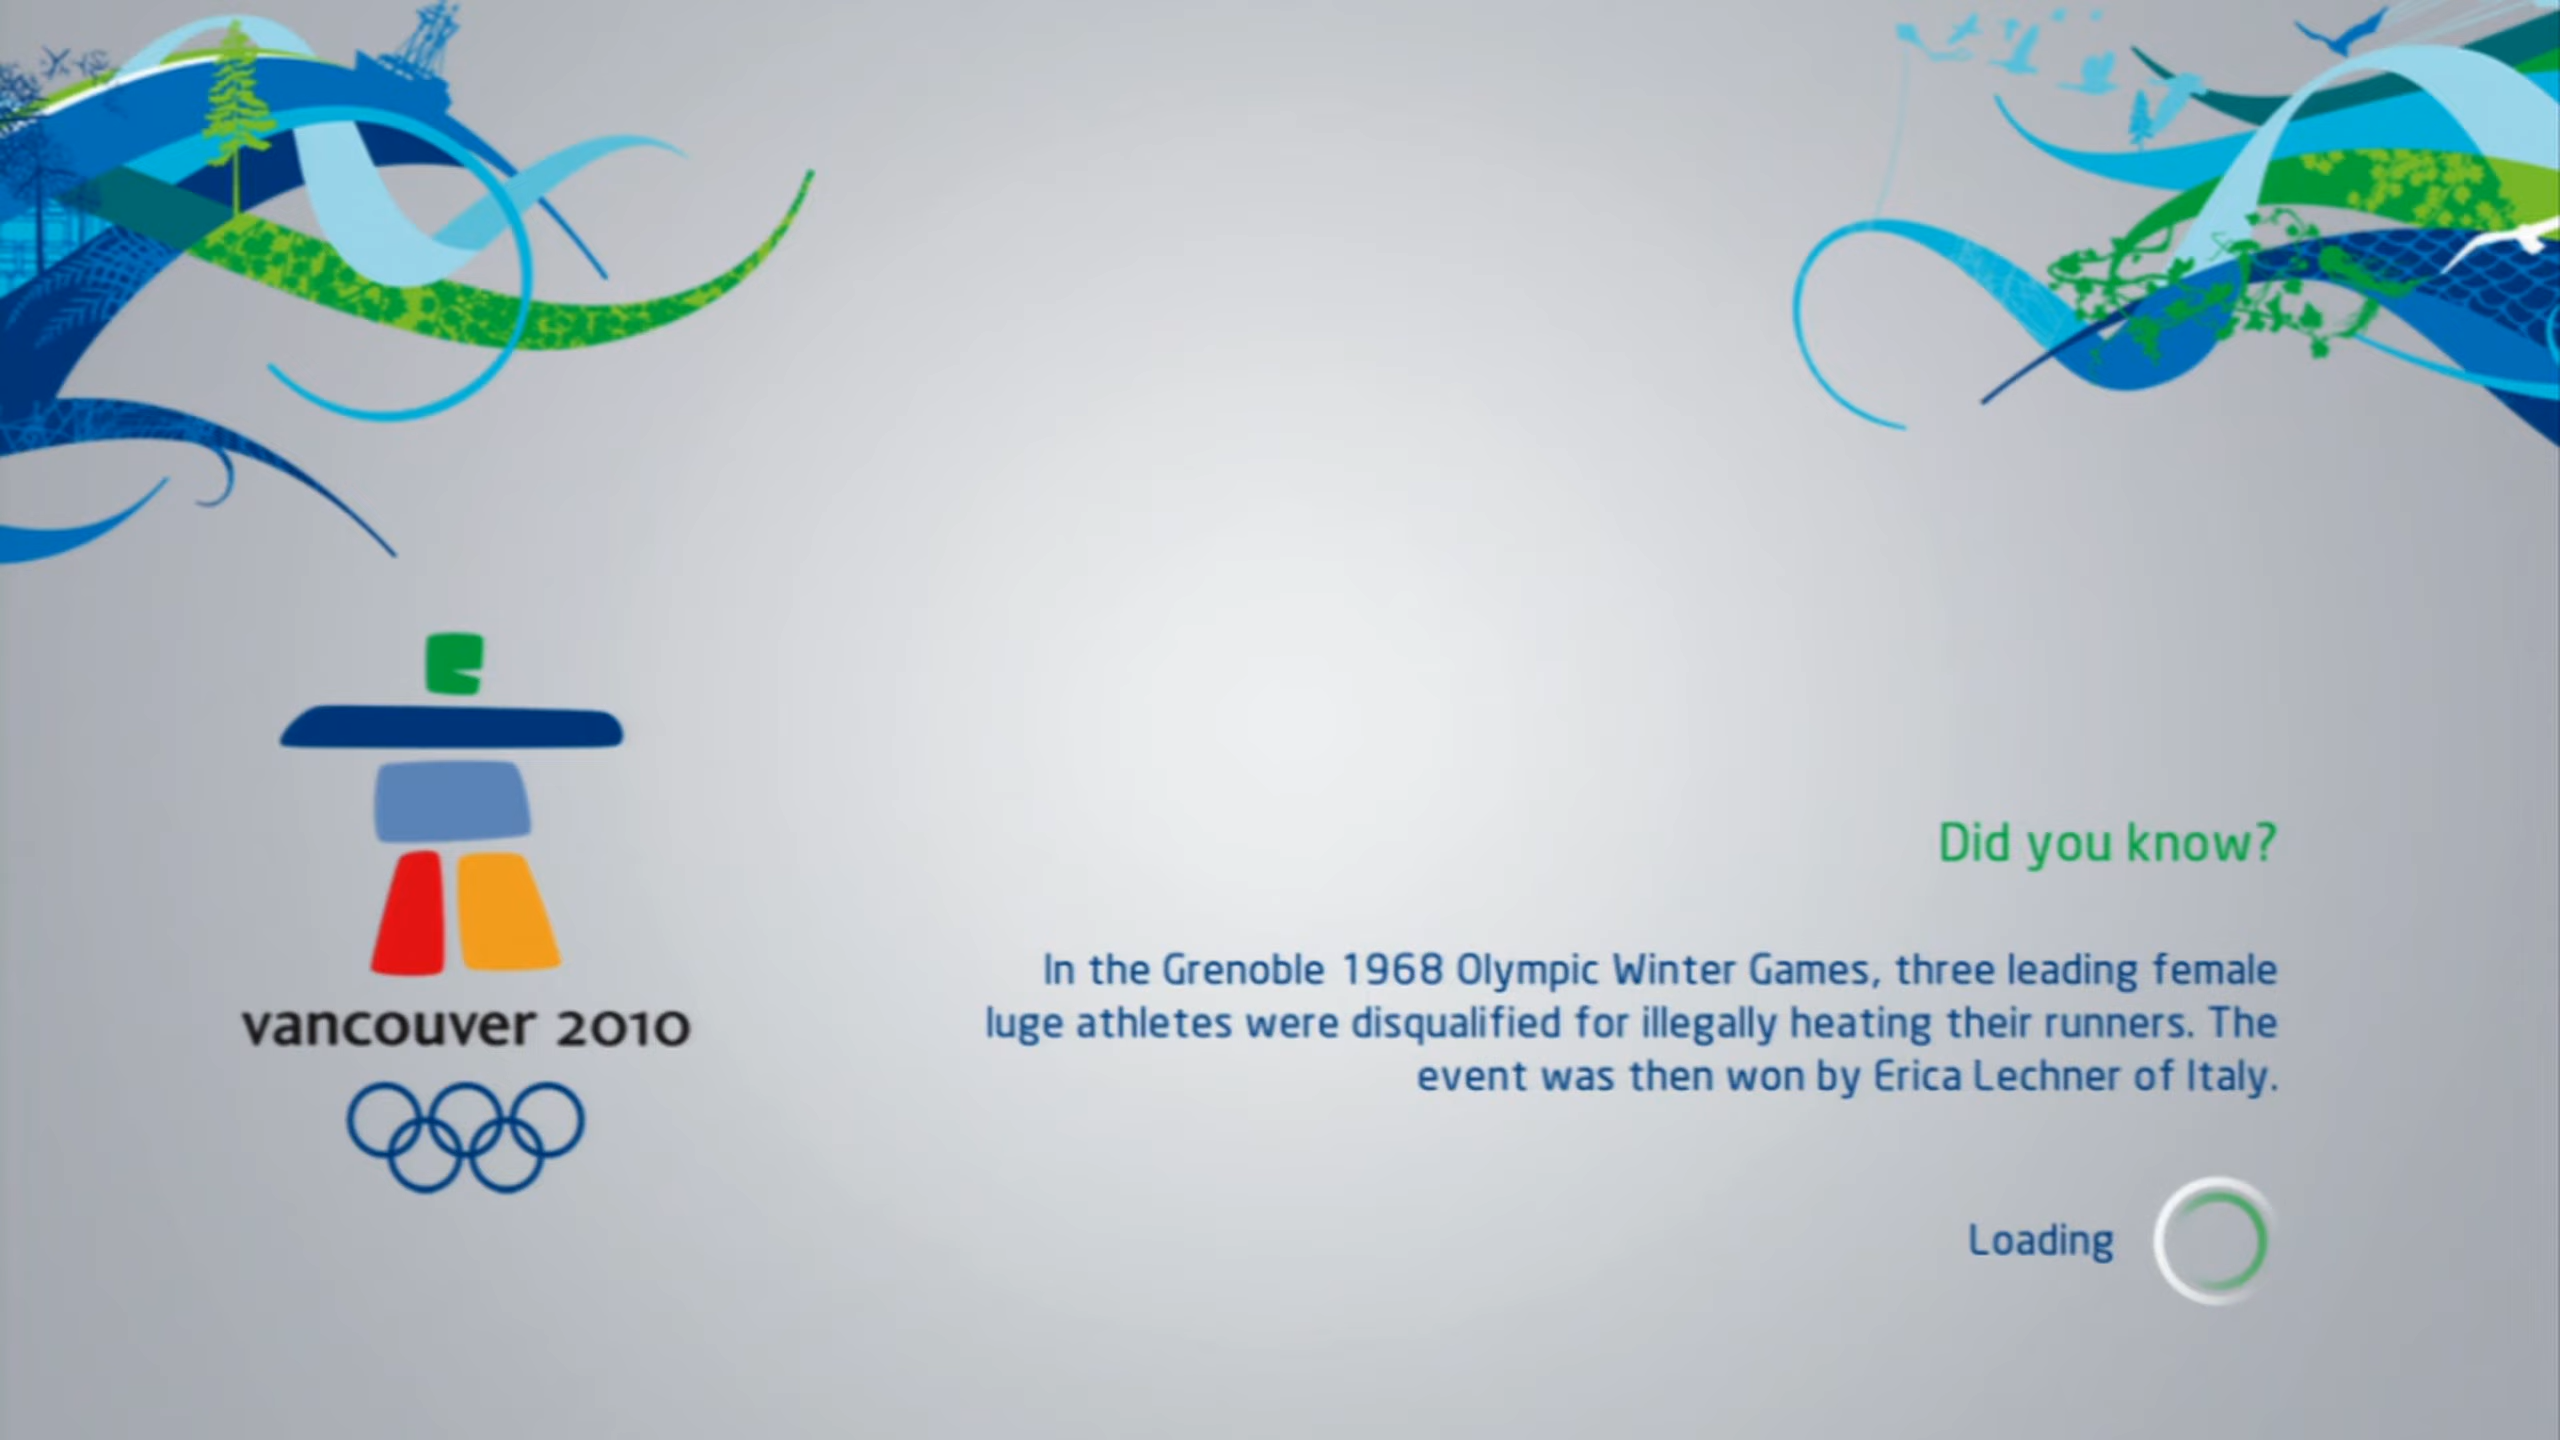 vancouver 2010
Did you know?
In the Grenoble 1968 Olympic Winter Games, three leading female
luge athletes were disqualified for illegally heating their runners. The
event was then won by Erica Lechner of Italy.
Loading